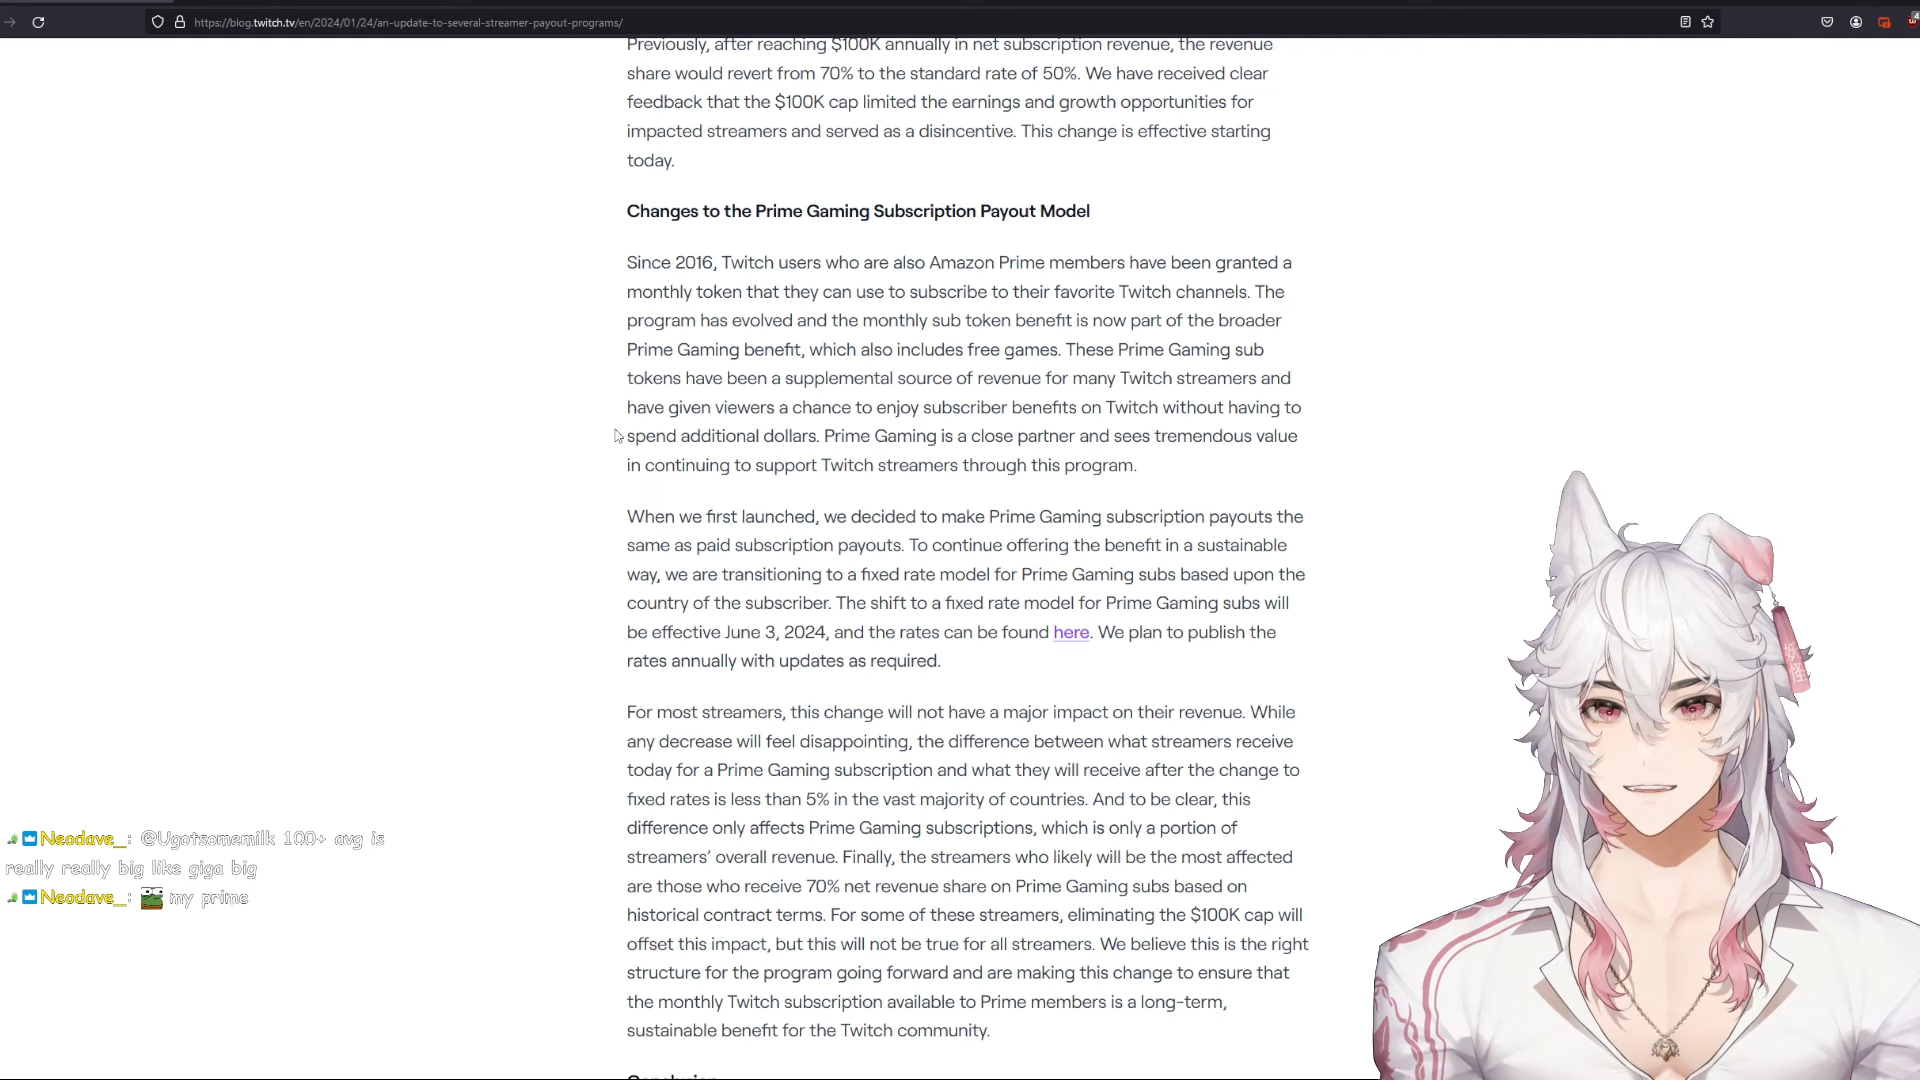 https://blog.twitch.tv/en/2024/01/24/an-update-to-several-streamer-payout-programs/
Previously, after reaching $100K annually in net subscription revenue, the revenue
share would revert from 70% to the standard rate of 50%. We have received clear
feedback that the $100K cap limited the earnings and growth opportunities for
impacted streamers and served as a disincentive. This change is effective starting
today.
Changes to the Prime Gaming Subscription Payout Model
Since 2016, Twitch users who are also Amazon Prime members have been granted a
monthly token that they can use to subscribe to their favorite Twitch channels. The
program has evolved and the monthly sub token benefit is now part of the broader
Prime Gaming benefit, which also includes free games. These Prime Gaming sub
tokens have been a supplemental source of revenue for many Twitch streamers and
have given viewers a chance to enjoy subscriber benefits on Twitch without having to
spend additional dollars. Prime Gaming is a close partner and sees tremendous value
in continuing to support Twitch streamers through this program.
When we first launched, we decided to make Prime Gaming subscription payouts the
same as paid subscription payouts. To continue offering the benefit in a sustainable
way, we are transitioning to a fixed rate model for Prime Gaming subs based upon the
country of the subscriber. The shift to a fixed rate model for Prime Gaming subs will
be effective June 3, 2024, and the rates can be found here. We plan to publish the
rates annually with updates as required.
For most streamers, this change will not have a major impact on their revenue. While
any decrease will feel disappointing, the difference between what streamers receive
today for a Prime Gaming subscription and what they will receive after the change to
fixed rates is less than 5% in the vast majority of countries. And to be clear, this
difference only affects Prime Gaming subscriptions, which is only a portion of
streamers’ overall revenue. Finally, the streamers who likely will be the most affected
are those who receive 70% net revenue share on Prime Gaming subs based on
historical contract terms. For some of these streamers, eliminating the $100K cap will
offset this impact, but this will not be true for all streamers. We believe this is the right
structure for the program going forward and are making this change to ensure that
the monthly Twitch subscription available to Prime members is a long-term,
sustainable benefit for the Twitch community.
Conclusion
Neodave_: @Ugotsomemilk 100+ avg is
really really big like giga big
Neodave_: my prime
妖怪